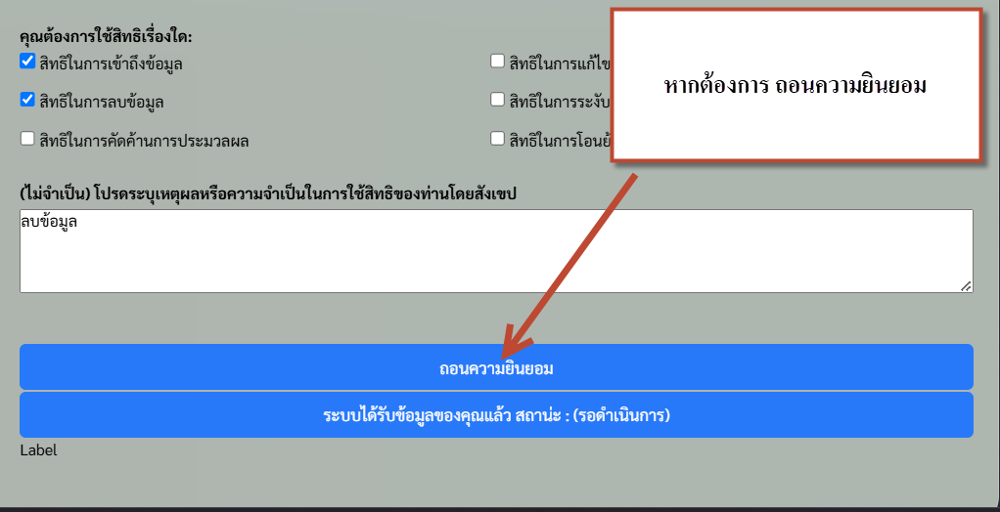 คุณต้องการใช้สิทธิเรื่องใด:
สิทธิในการเข้าถึงข้อมูล
สิทธิในการแก้ไข
สิทธิในการลบข้อมูล
สิทธิในการระงับ
สิทธิในการคัดค้านการประมวลผล
สิทธิในการโอนย้
หากต้องการ ถอนความยินยอม
(ไม่จำเป็น) โปรดระบุเหตุผลหรือความจำเป็นในการใช้สิทธิของท่านโดยสังเขป
ลบข้อมูล
ถอนความยินยอม
ระบบได้รับข้อมูลของคุณแล้ว สถาน่ะ : (รอดำเนินการ)
Label